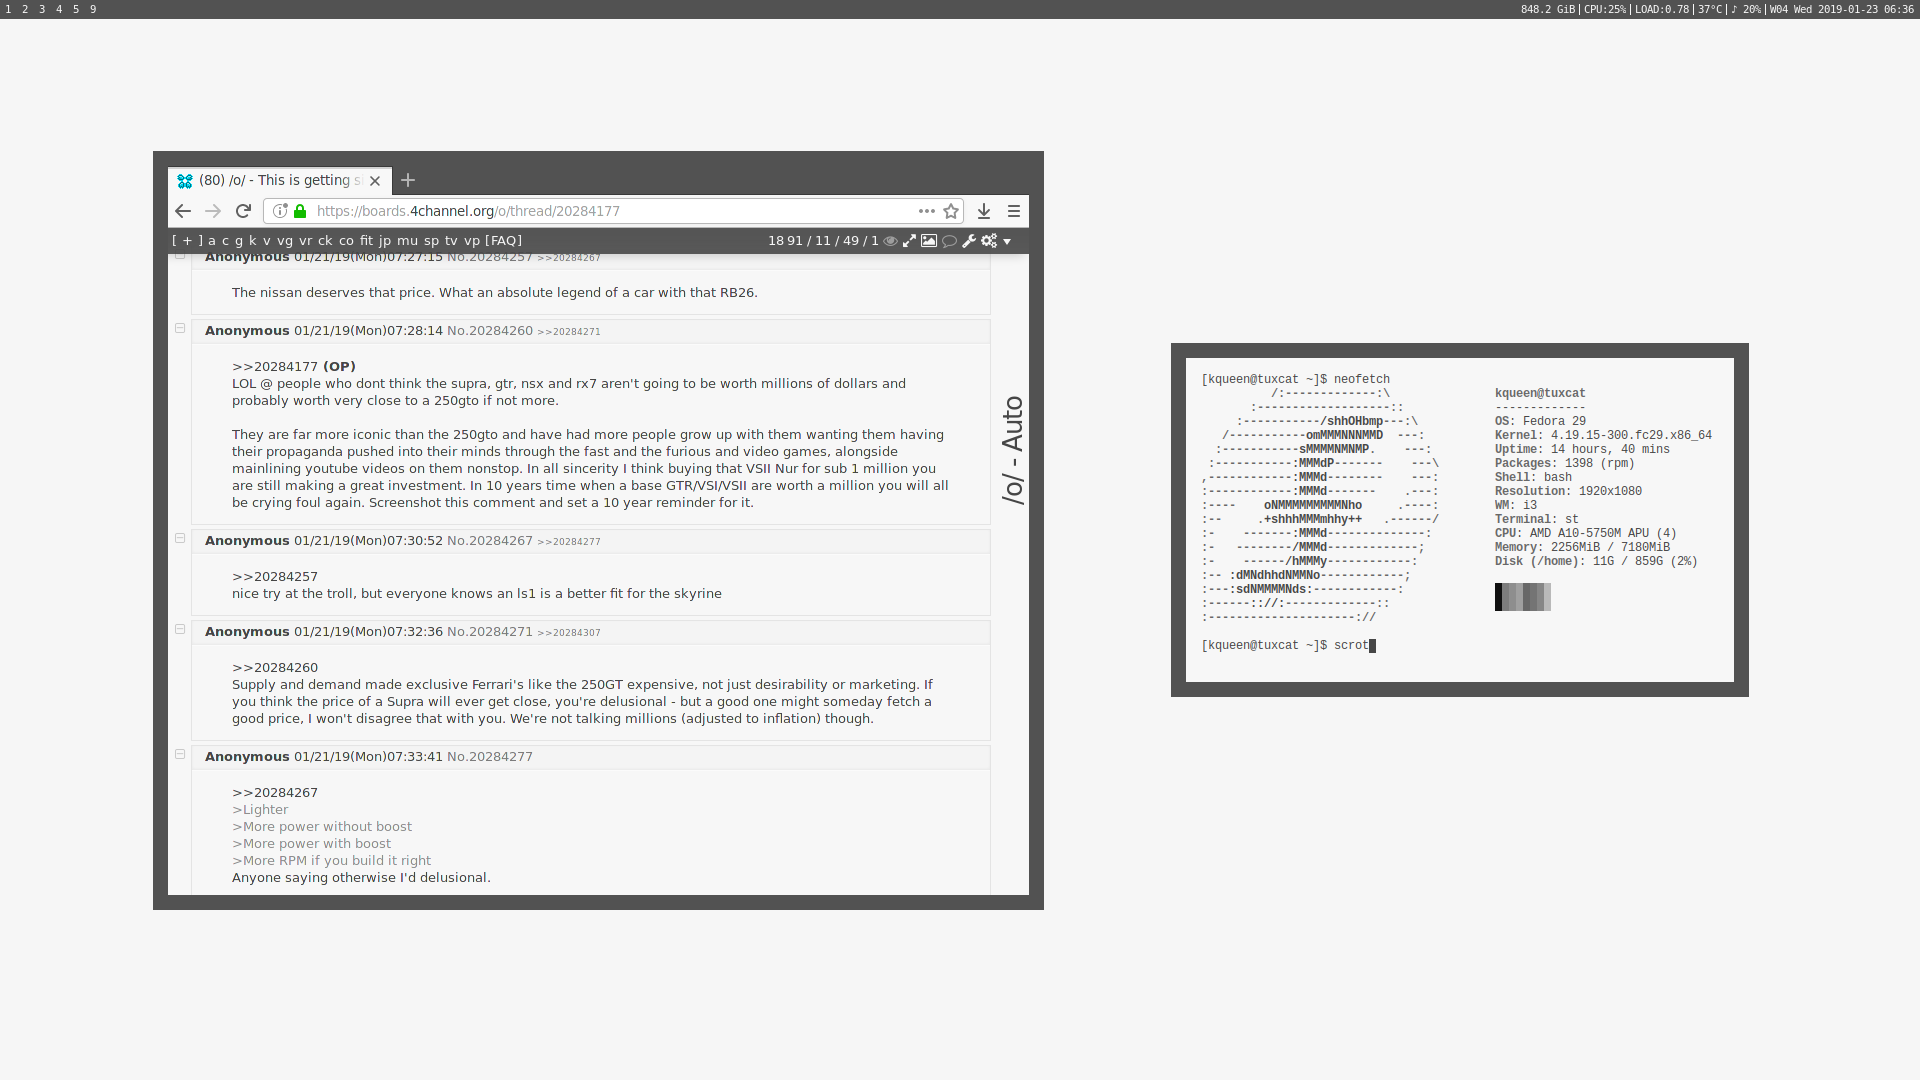 1 2 3 4 5 9
848.2 GiB|CPU:25%|LOAD:0.78|37°C|♪ 20%|W04 Wed 2019-01-23 06:36
(80) /o/ - This is getting s
https://boards.4channel.org/o/thread/20284177
[ + ] a c g k v vg vr ck co fit jp mu sp tv vp [FAQ]
18 91 / 11 / 49 / 1
Anonymous 01/21/19(Mon)07:27:15 No.20284257 >>20284267
The nissan deserves that price. What an absolute legend of a car with that RB26.
Anonymous 01/21/19(Mon)07:28:14 No.20284260 >>20284271
>>20284177 (OP)
LOL @ people who dont think the supra, gtr, nsx and rx7 aren't going to be worth millions of dollars and
probably worth very close to a 250gto if not more.
They are far more iconic than the 250gto and have had more people grow up with them wanting them having
their propaganda pushed into their minds through the fast and the furious and video games, alongside
mainlining youtube videos on them nonstop. In all sincerity I think buying that VSII Nur for sub 1 million you
are still making a great investment. In 10 years time when a base GTR/VSI/VSII are worth a million you will all
be crying foul again. Screenshot this comment and set a 10 year reminder for it.
Anonymous 01/21/19(Mon)07:30:52 No.20284267 >>20284277
>>20284257
nice try at the troll, but everyone knows an ls1 is a better fit for the skyrine
Anonymous 01/21/19(Mon)07:32:36 No.20284271 >>20284307
>>20284260
Supply and demand made exclusive Ferrari's like the 250GT expensive, not just desirability or marketing. If
you think the price of a Supra will ever get close, you're delusional - but a good one might someday fetch a
good price, I won't disagree that with you. We're not talking millions (adjusted to inflation) though.
Anonymous 01/21/19(Mon)07:33:41 No.20284277
>>20284267
>Lighter
>More power without boost
>More power with boost
>More RPM if you build it right
Anyone saying otherwise I'd delusional.
/o/ - Auto
[kqueen@tuxcat ~]$ neofetch
/:-------------:\
:-------------------::
:-----------/shhOHbmp---:\
/-----------omMMMNNNMMD  ---:
:-----------sMMMMNMNMP.    ---:
:-----------:MMMdP-------    ---\
,------------:MMMd--------    ---:
:------------:MMMd-------    .---:
:----    oNMMMMMMMMMNho     .----:
:--     .+shhhMMMmhhy++   .------/
:-    -------:MMMd--------------:
:-   --------/MMMd-------------;
:-    ------/hMMMy------------:
:-- :dMNdhhdNMMNo------------;
:---:sdNMMMMNds:------------:
:------:://:-------------::
:---------------------://
kqueen@tuxcat
-------------
OS: Fedora 29
Kernel: 4.19.15-300.fc29.x86_64
Uptime: 14 hours, 40 mins
Packages: 1398 (rpm)
Shell: bash
Resolution: 1920x1080
WM: i3
Terminal: st
CPU: AMD A10-5750M APU (4)
Memory: 2256MiB / 7180MiB
Disk (/home): 11G / 859G (2%)
[kqueen@tuxcat ~]$ scrot